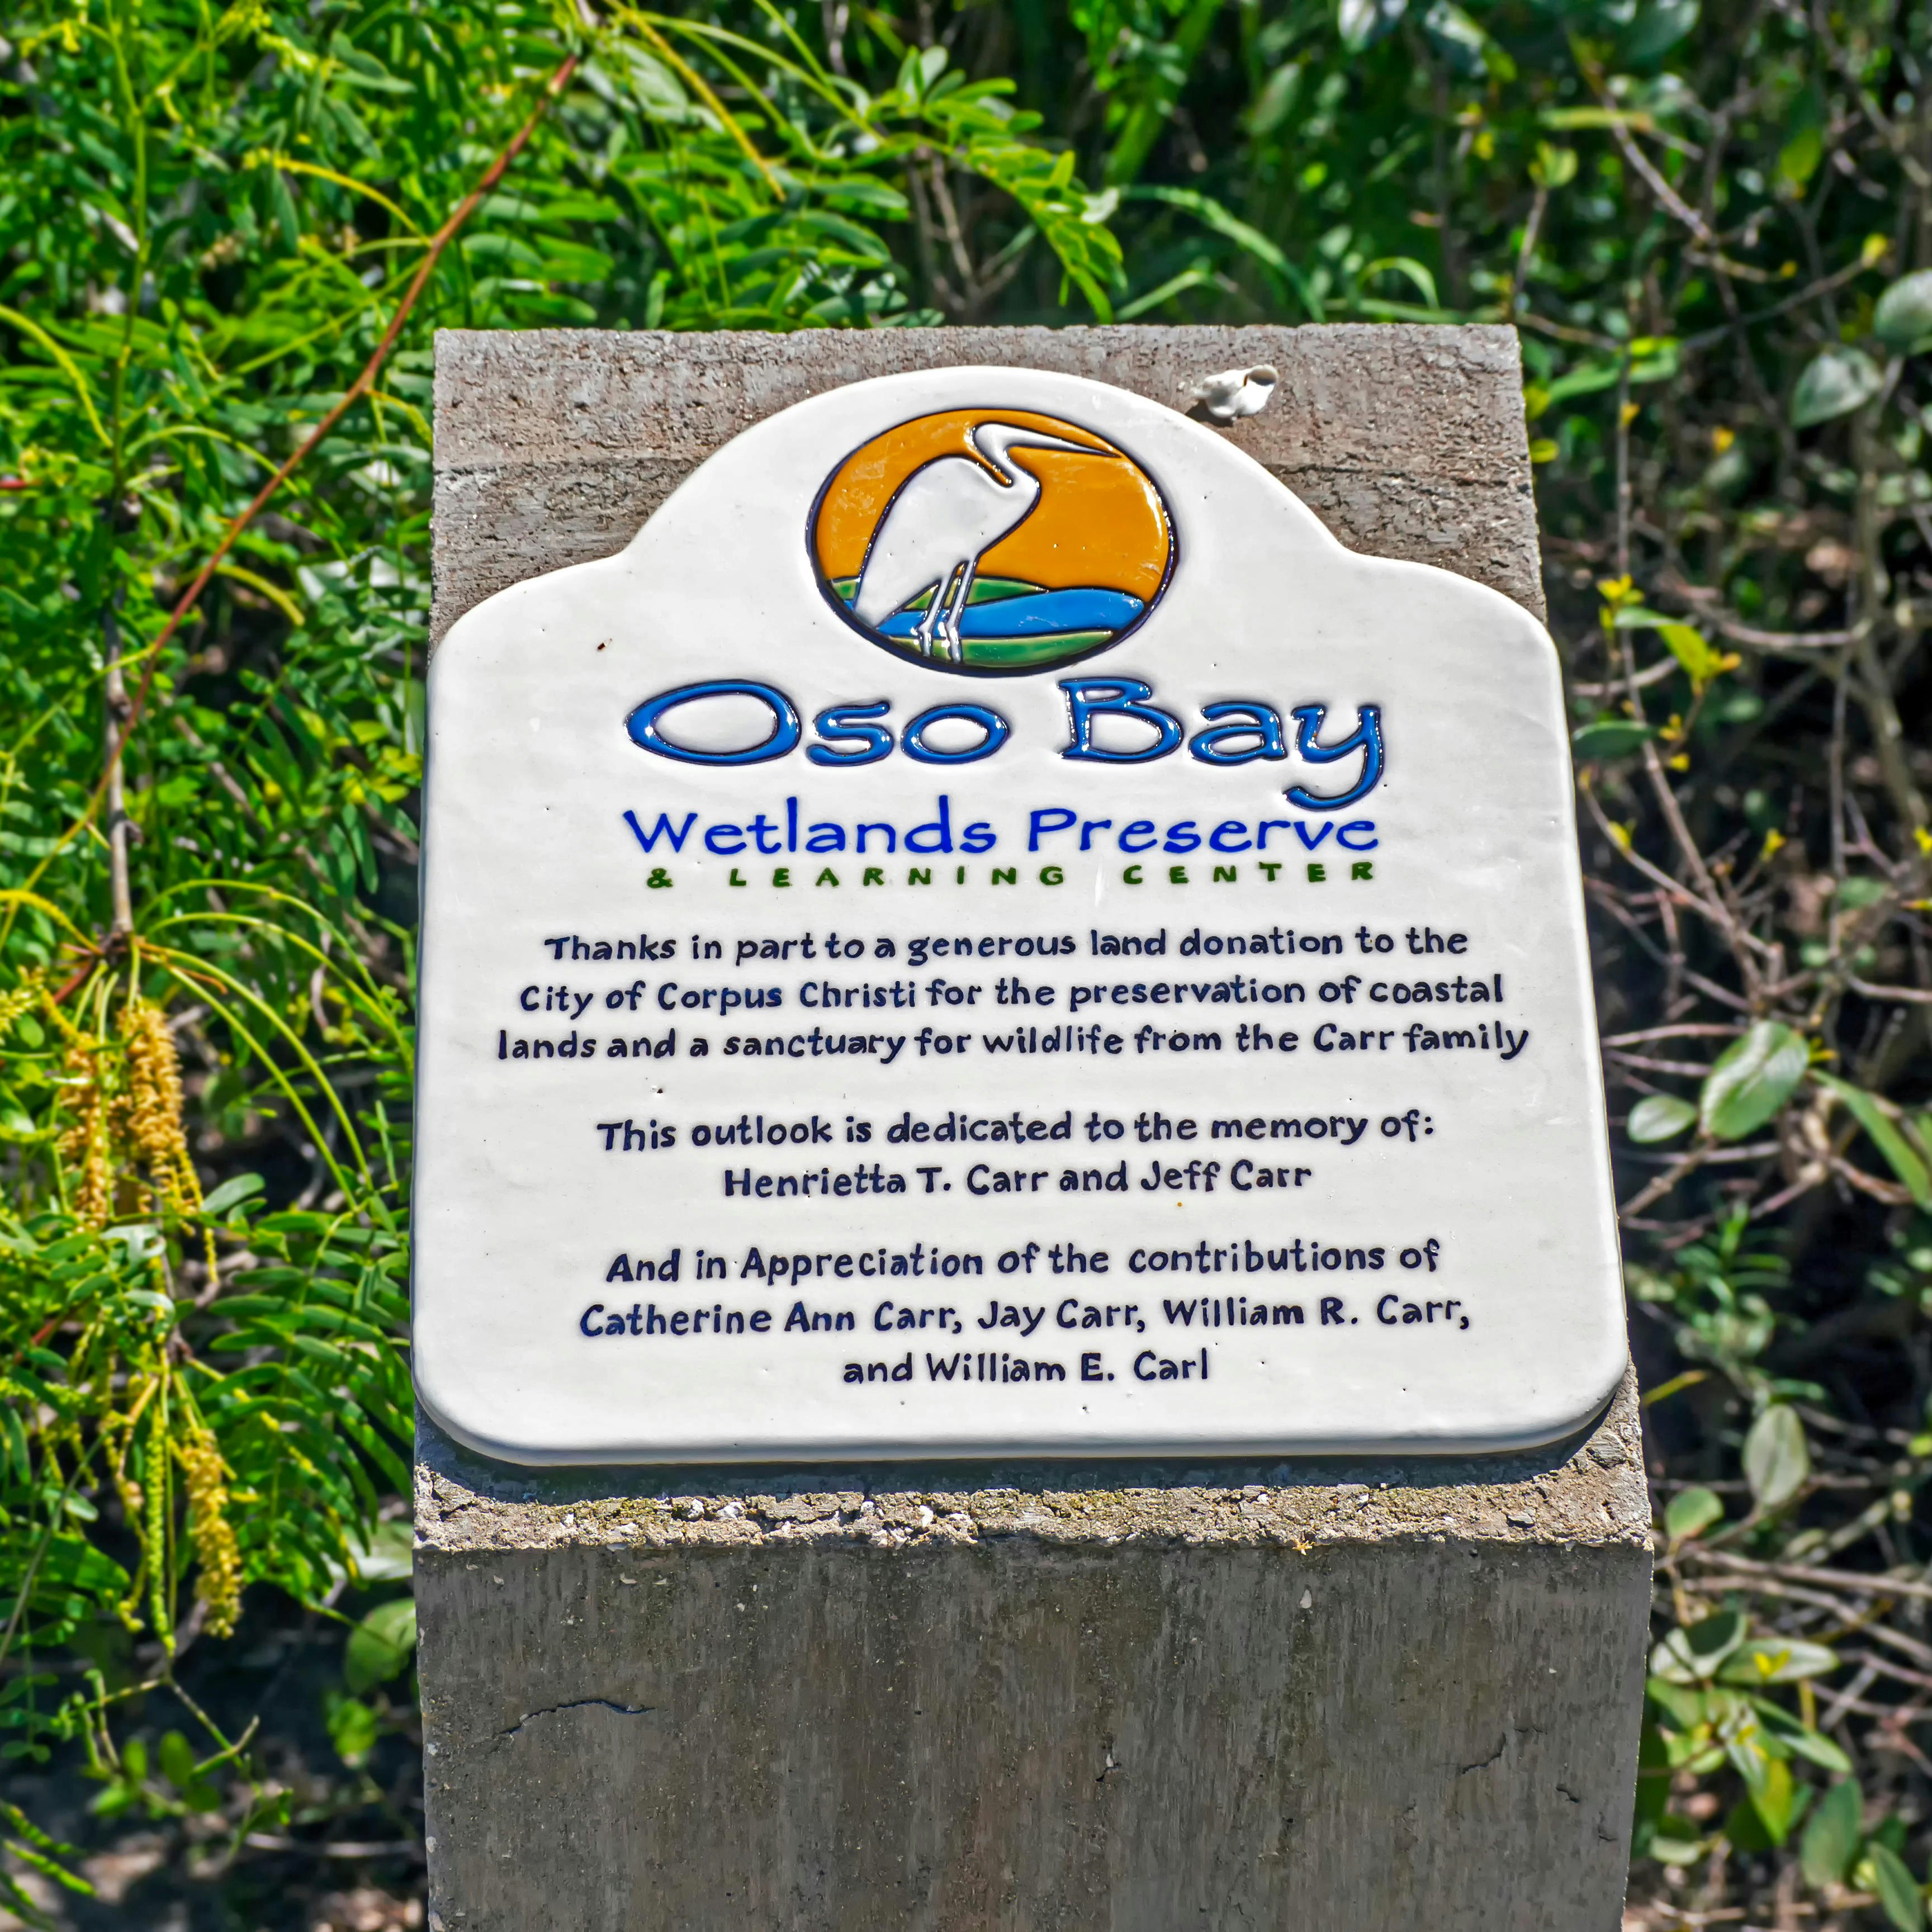 Oso Bay
Wetlands Preserve
& LEARNING CENTER
Thanks in part to a generous land donation to the
City of Corpus Christi for the preservation of coastal
lands and a sanctuary for wildlife from the Carr family
This outlook is dedicated to the memory of:
Henrietta T. Carr and Jeff Carr
And in Appreciation of the contributions of
Catherine Ann Carr, Jay Carr, William R. Carr,
and William E. Carl